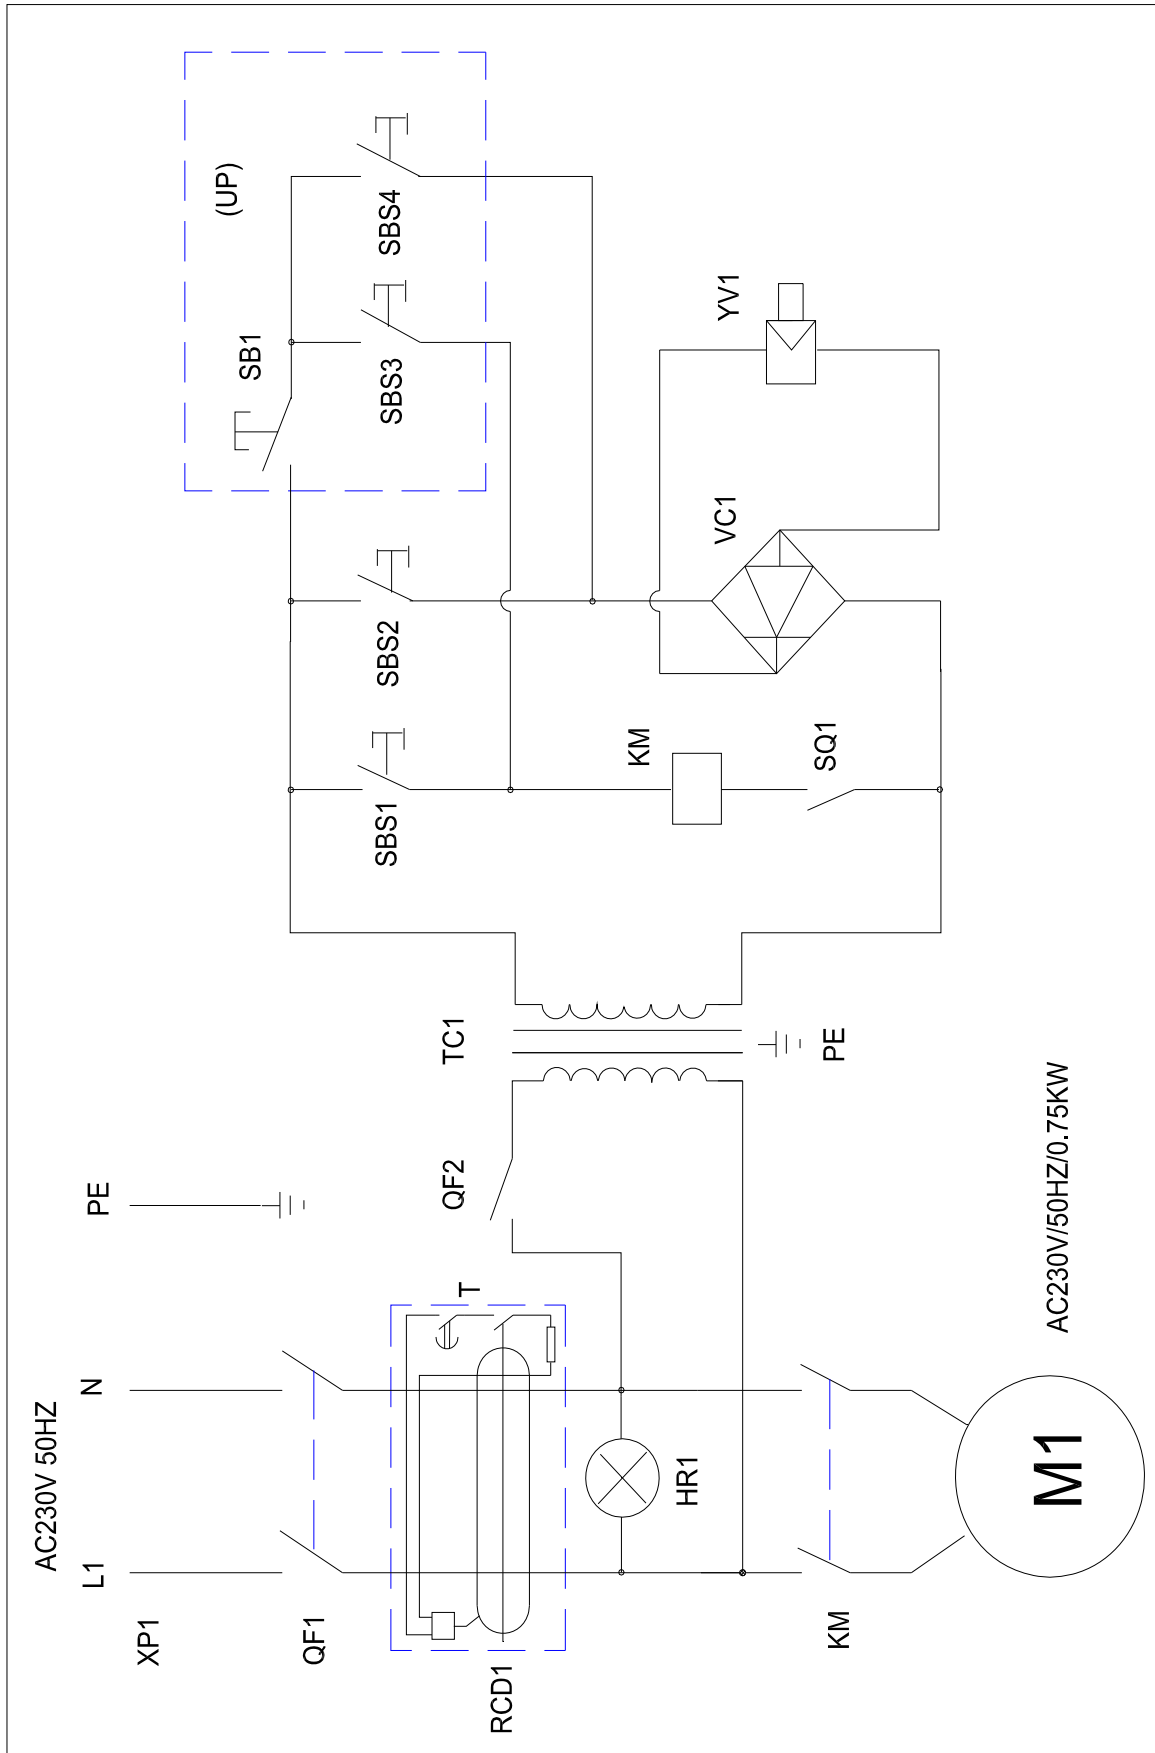 AC230V 50HZ
L1
N
PE
XP1
QF1
RCD1
T
HR1
KM
M1
AC230V/50HZ/0.75KW
QF2
TC1
PE
SBS1
SBS2
KM
SQ1
VC1
YV1
SB1
SBS3
SBS4
(UP)